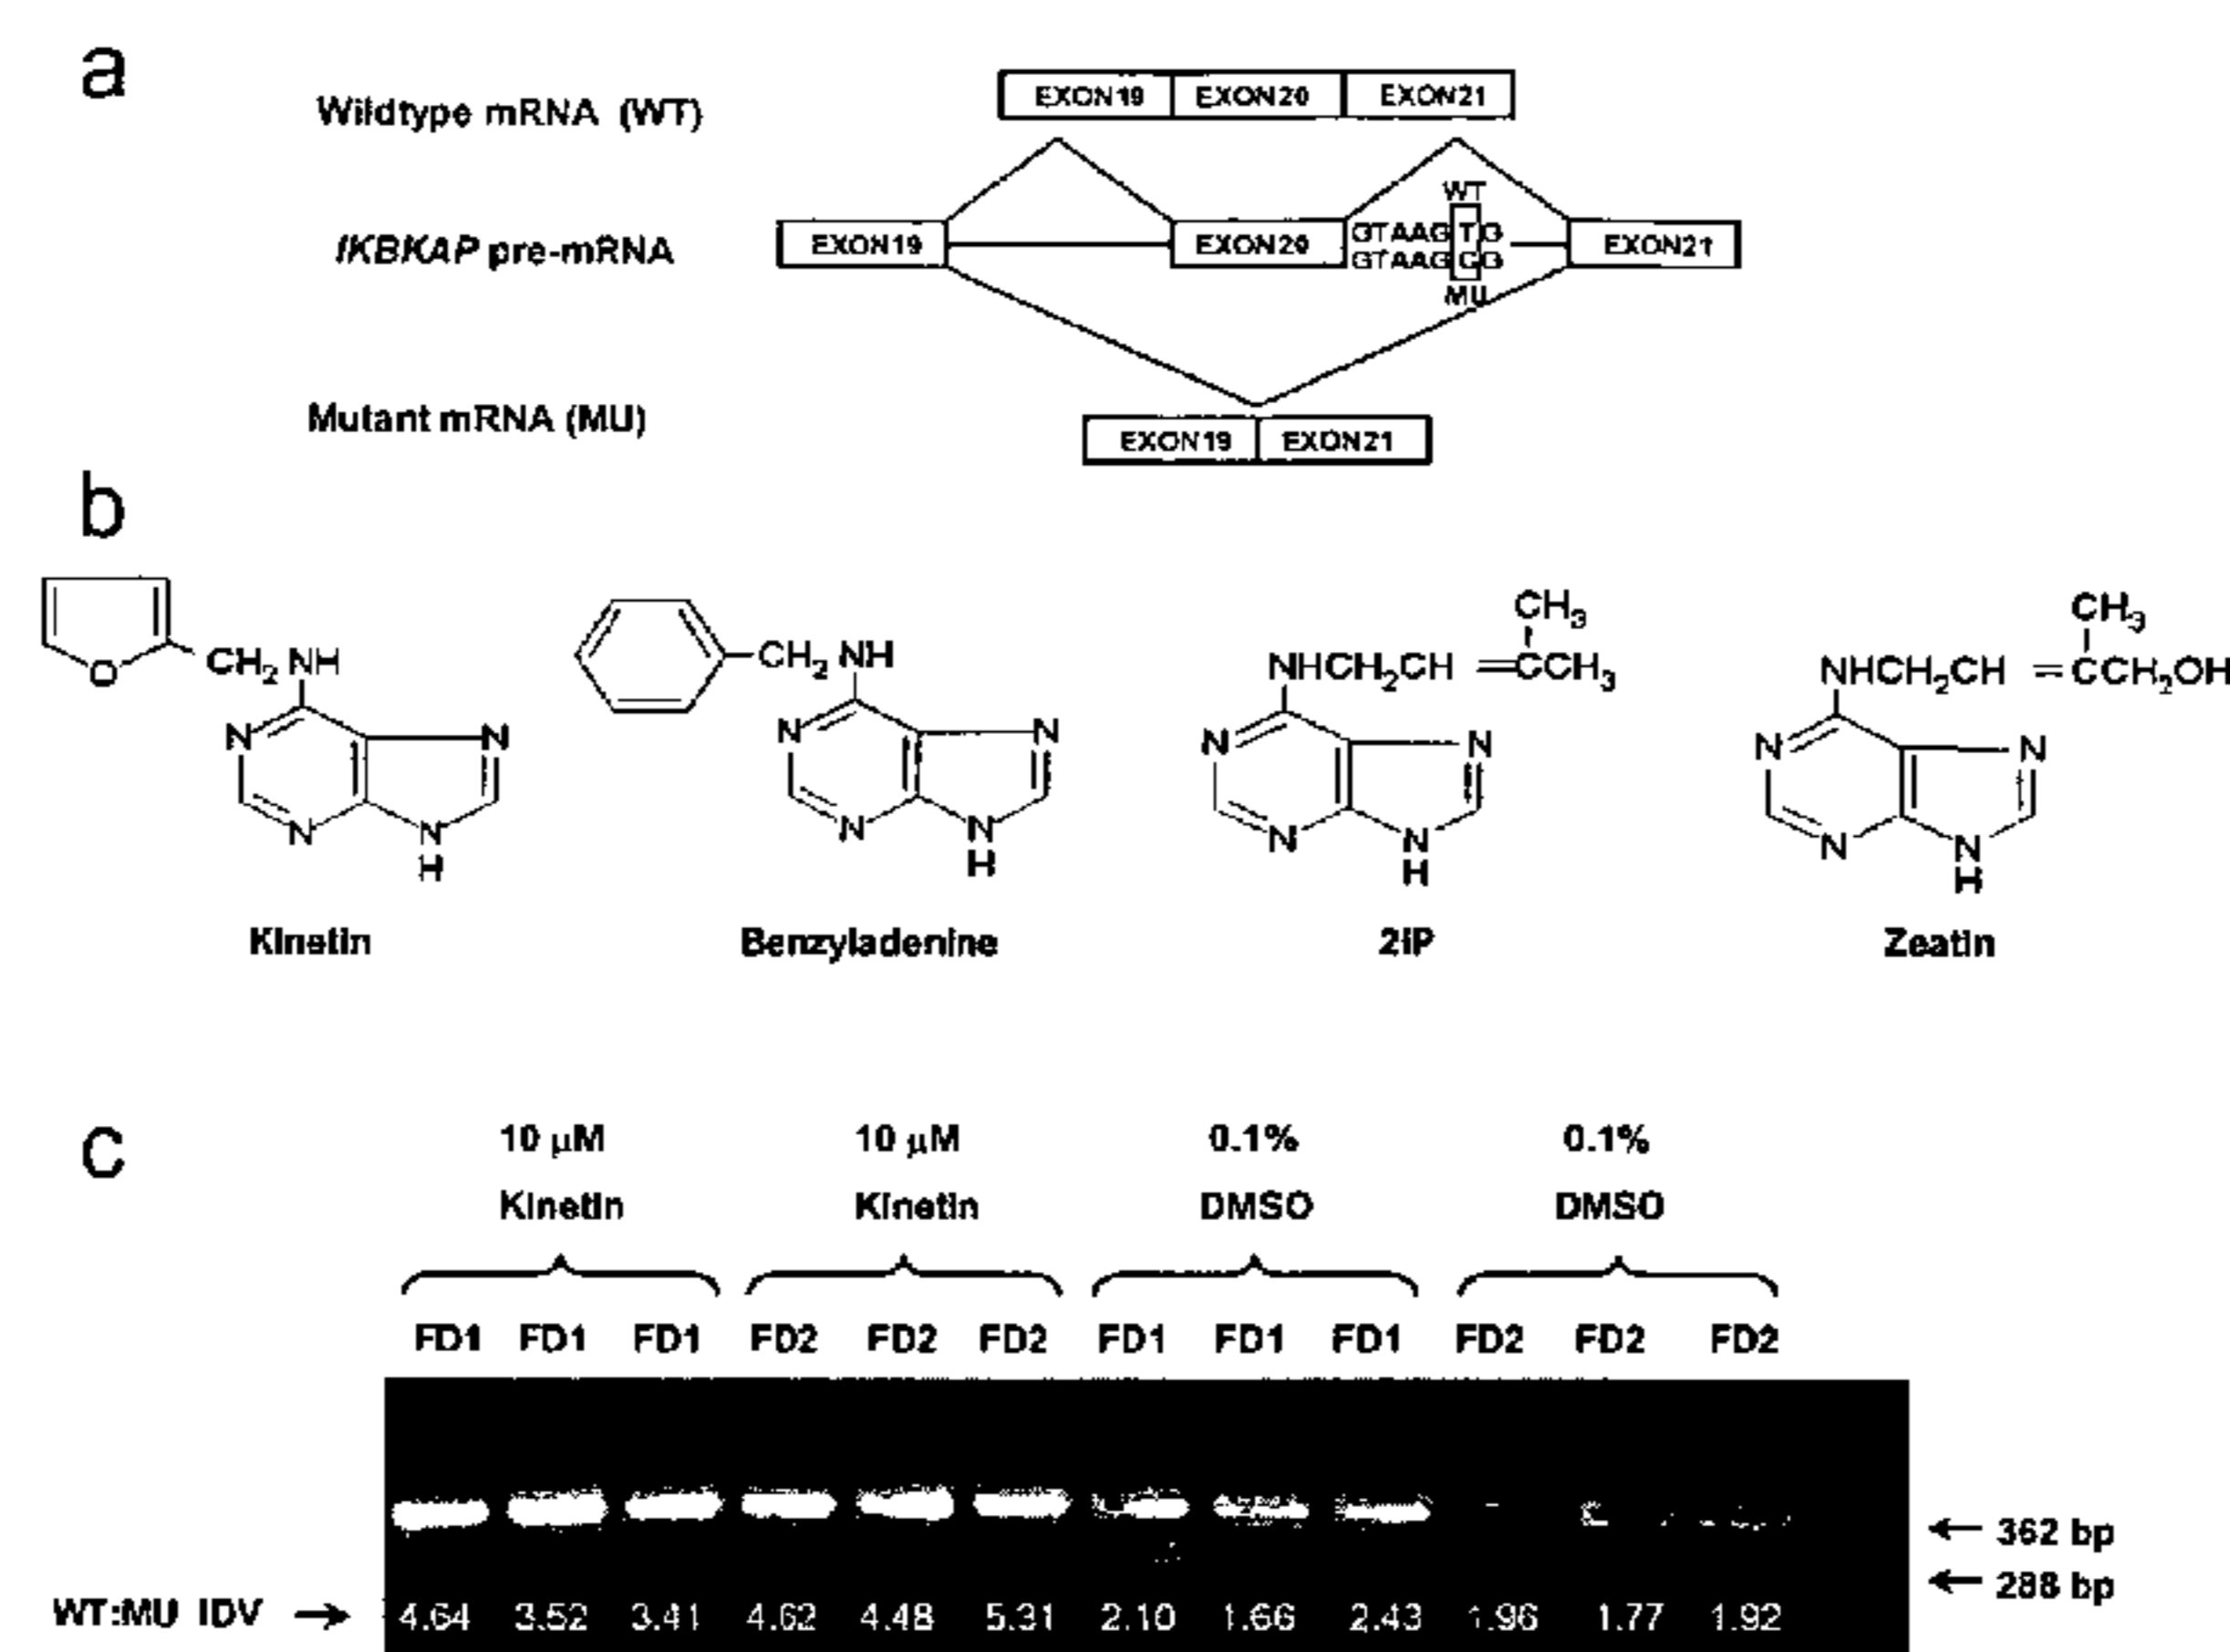 a
Wildtype mRNA (WT)
EXON19 EXON20 EXON21
WT
IKBKAP pre-mRNA
EXON19 EXON20 GTAAGTG EXON21
GTAAGCG
MU
Mutant mRNA (MU)
EXON19 EXON21
b
O CH2 NH N N N N H
CH2 NH N N N N H
CH3 NHCH2CH =CCH3 N N N N H
CH3 NHCH2CH =CCH2OH N N N N H
Kinetin Benzyladenine 2iP Zeatin
c
10 μM 10 μM 0.1% 0.1%
Kinetin Kinetin DMSO DMSO
FD1 FD1 FD1 FD2 FD2 FD2 FD1 FD1 FD1 FD2 FD2 FD2
← 362 bp
← 288 bp
WT:MU IDV → 4.64 3.52 3.41 4.62 4.48 5.31 2.10 1.66 2.43 1.96 1.77 1.92